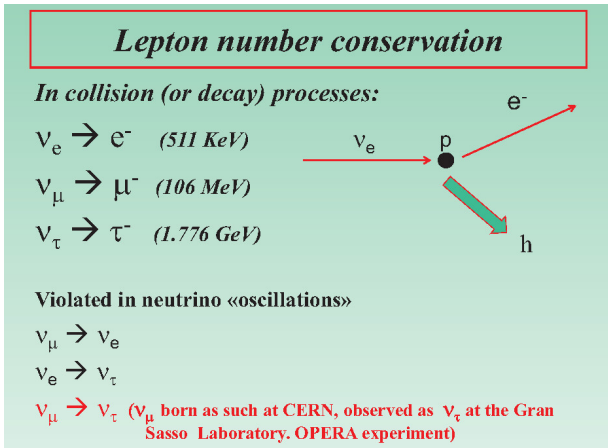 Lepton number conservation
In collision (or decay) processes:
νe → e- (511 KeV)
νμ → μ- (106 MeV)
ντ → τ- (1.776 GeV)
e-
νe
p
h
Violated in neutrino «oscillations»
νμ → νe
νe → ντ
νμ → ντ (νμ born as such at CERN, observed as ντ at the Gran
Sasso Laboratory. OPERA experiment)